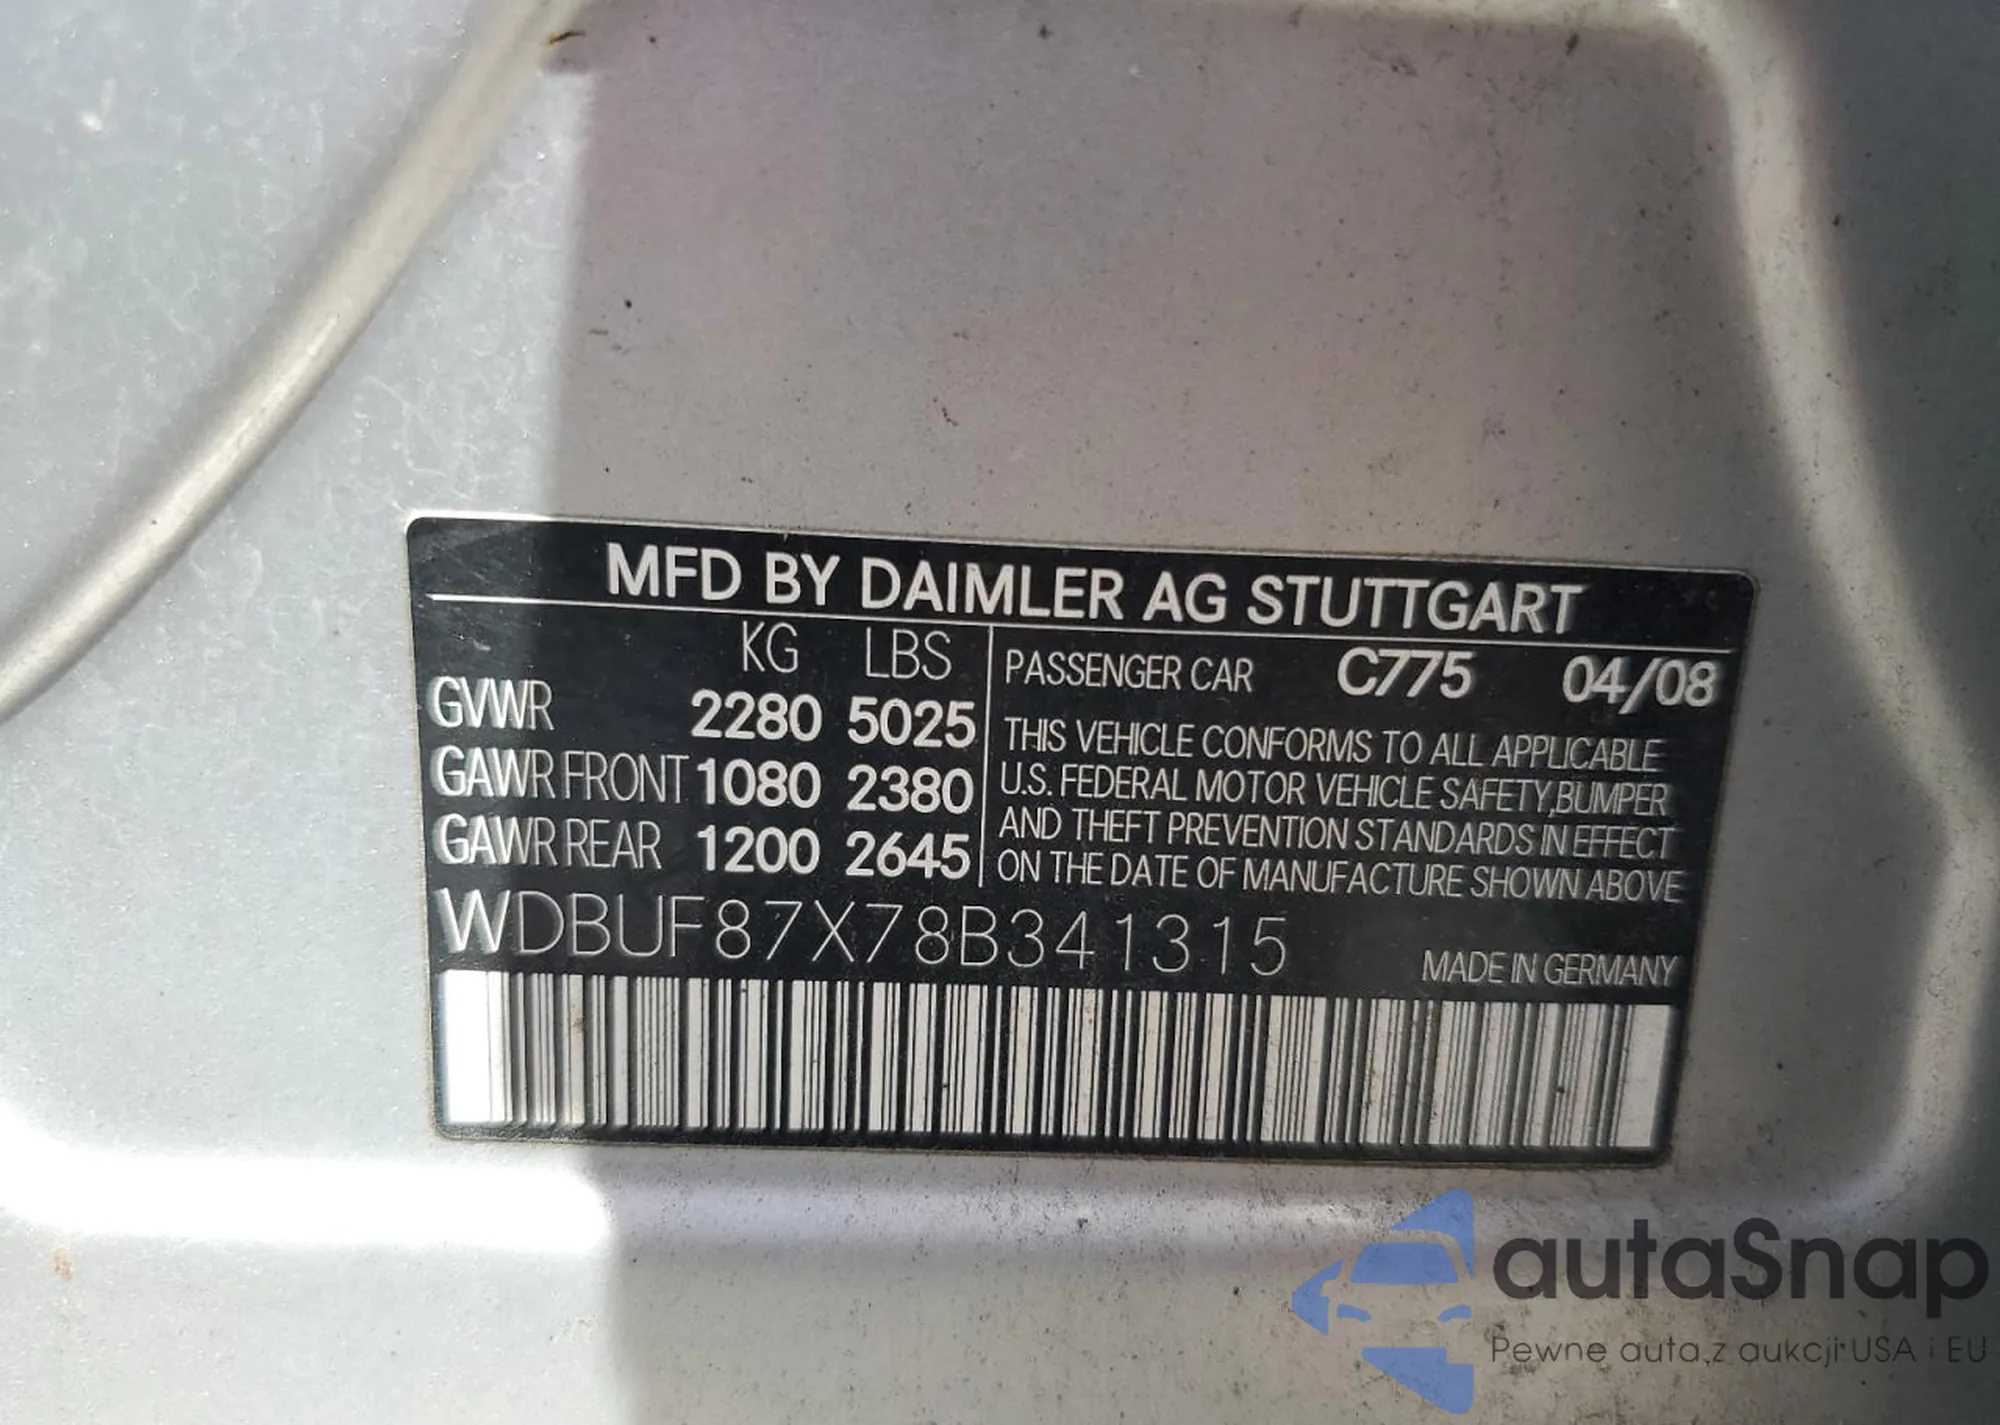 MFD BY DAIMLER AG STUTTGART
KG LBS
GVWR 2280 5025
GAWR FRONT 1080 2380
GAWR REAR 1200 2645
PASSENGER CAR C775 04/08
THIS VEHICLE CONFORMS TO ALL APPLICABLE
U.S. FEDERAL MOTOR VEHICLE SAFETY,BUMPER
AND THEFT PREVENTION STANDARDS IN EFFECT
ON THE DATE OF MANUFACTURE SHOWN ABOVE
WDBUF87X78B341315
MADE IN GERMANY
autaSnap
Pewne auta z aukcji USA i EU